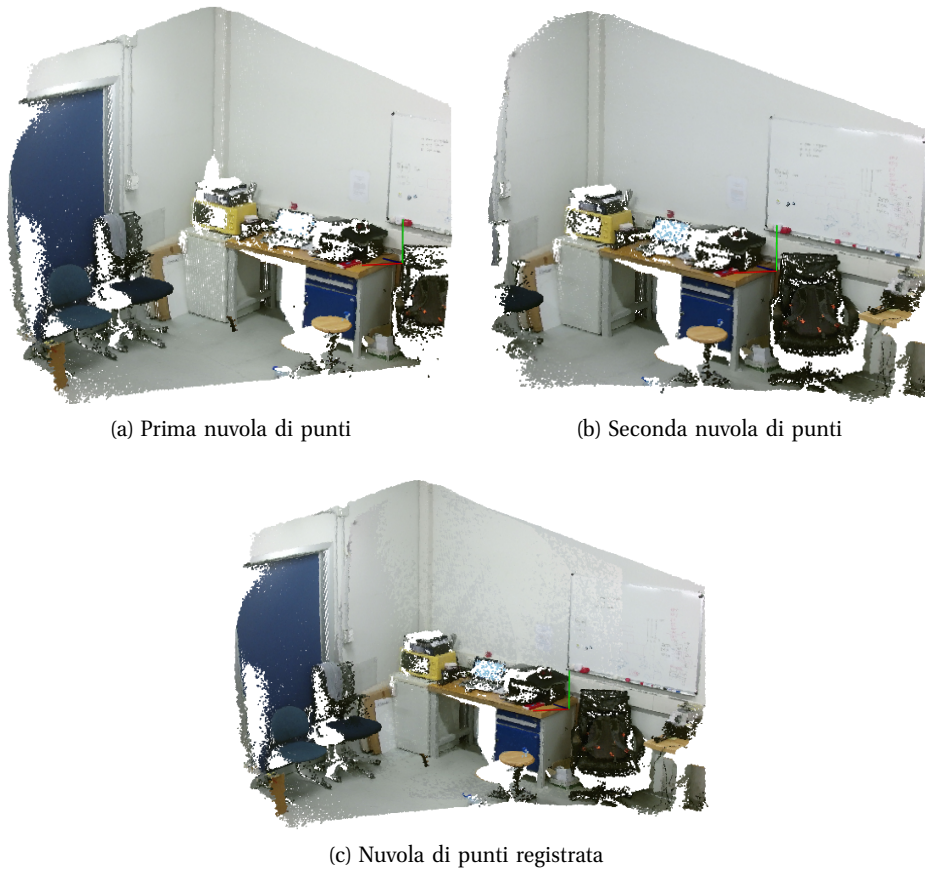 (a) Prima nuvola di punti
(b) Seconda nuvola di punti
(c) Nuvola di punti registrata